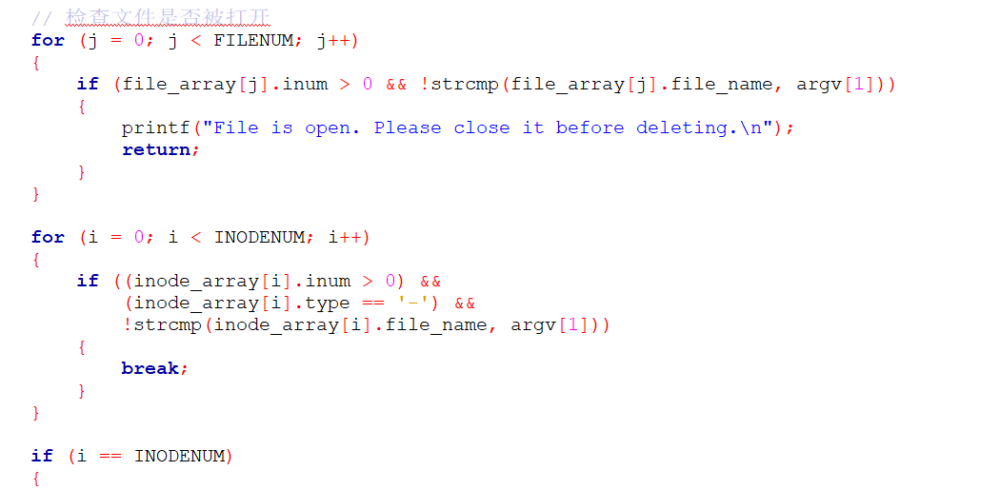 // 检查文件是否被打开
for (j = 0; j < FILENUM; j++)
{
    if (file_array[j].inum > 0 && !strcmp(file_array[j].file_name, argv[1]))
    {
        printf("File is open. Please close it before deleting.\n");
        return;
    }
}

for (i = 0; i < INODENUM; i++)
{
    if ((inode_array[i].inum > 0) &&
        (inode_array[i].type == '-') &&
        !strcmp(inode_array[i].file_name, argv[1]))
    {
        break;
    }
}

if (i == INODENUM)
{